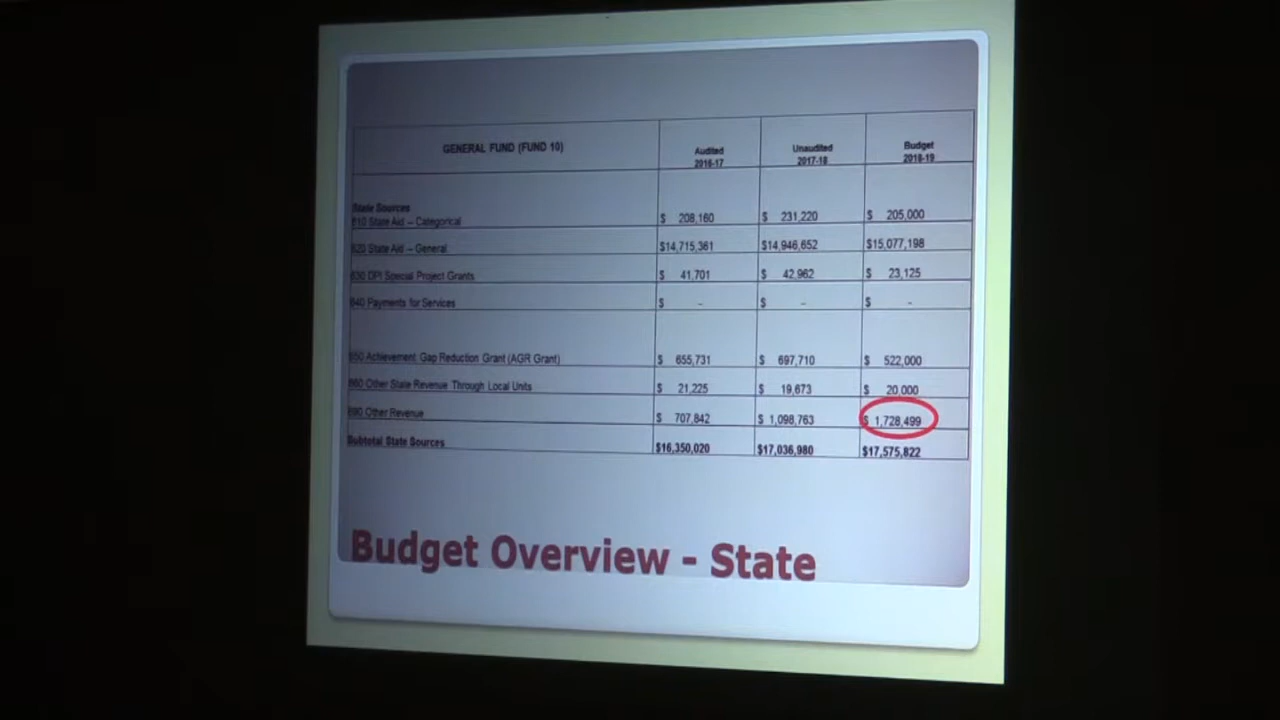 GENERAL FUND (FUND 10) Audited 2016-17 Unaudited 2017-18 Budget 2018-19
State Sources
610 State Aid – Categorical $ 208,160 $ 231,220 $ 205,000
620 State Aid – General $14,715,361 $14,946,652 $15,077,198
630 DPI Special Project Grants $ 41,701 $ 42,962 $ 23,125
640 Payments for Services $ - $ - $ -
650 Achievement Gap Reduction Grant (AGR Grant) $ 655,731 $ 697,710 $ 522,000
660 Other State Revenue Through Local Units $ 21,225 $ 19,673 $ 20,000
690 Other Revenue $ 707,842 $ 1,098,763 $ 1,728,499
Subtotal State Sources $16,350,020 $17,036,980 $17,575,822
Budget Overview - State